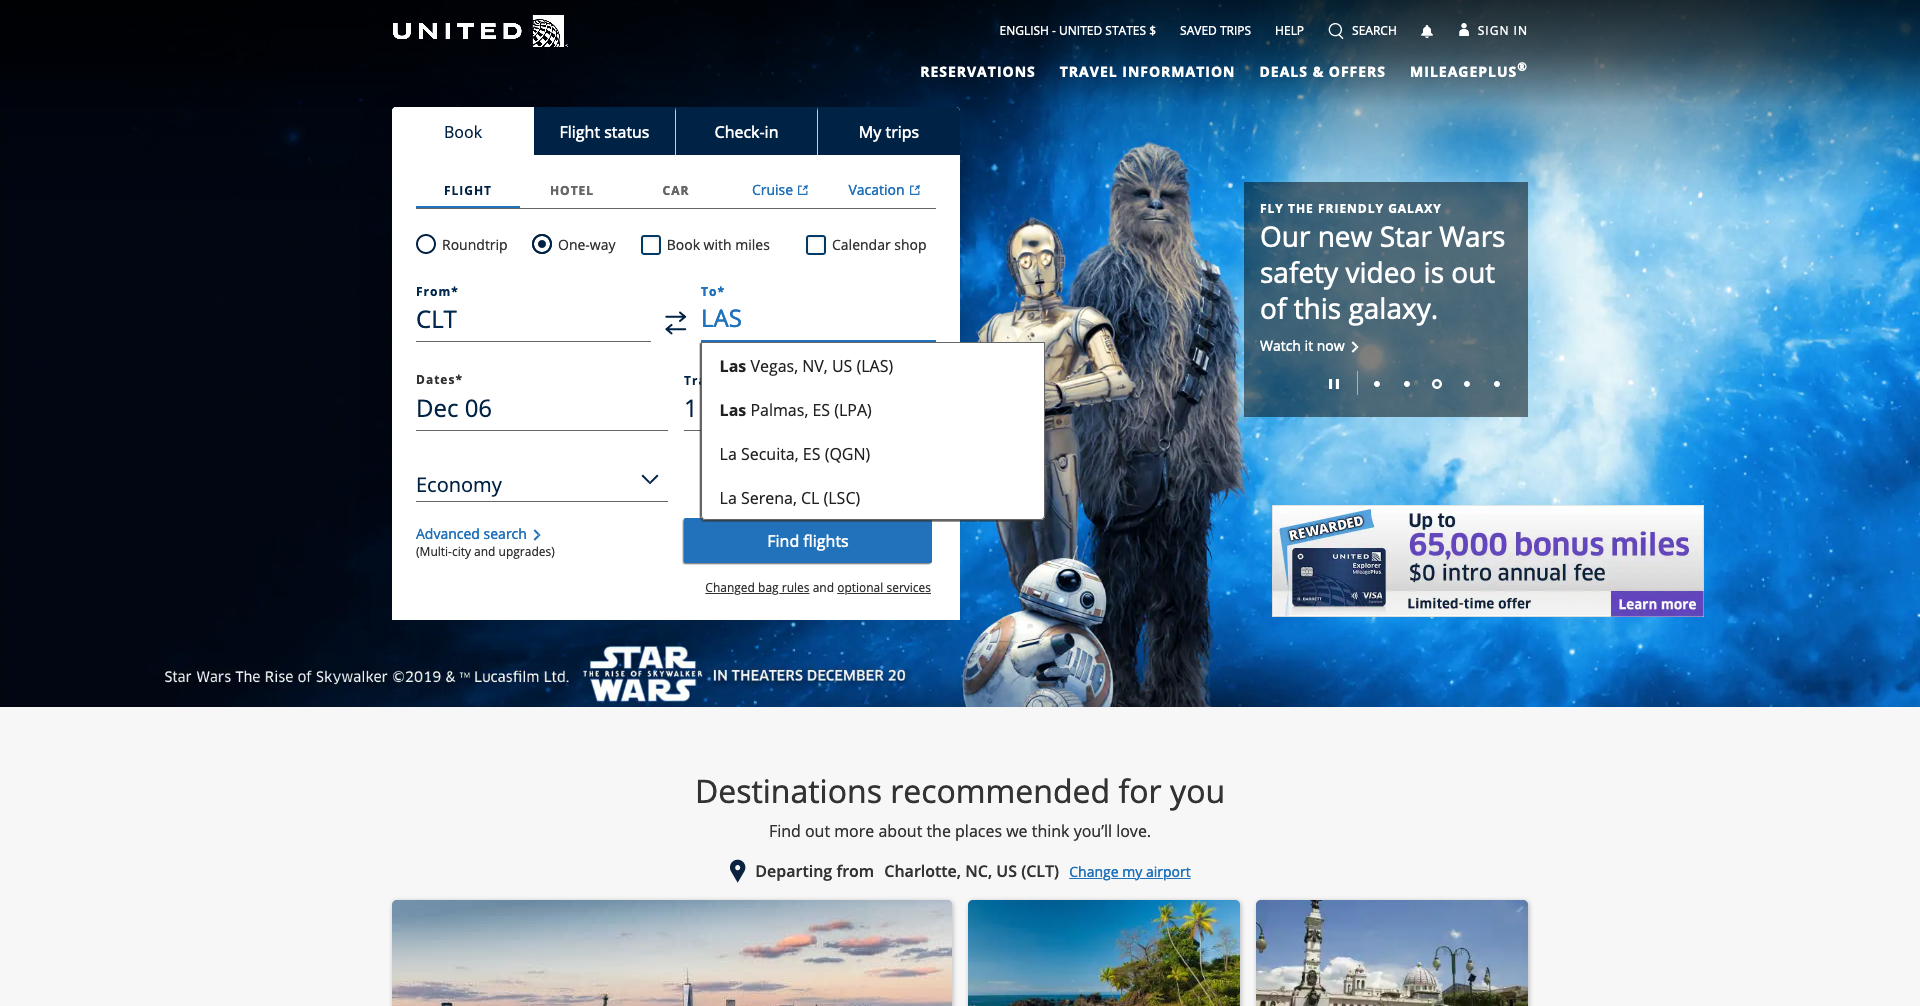 UNITED
ENGLISH - UNITED STATES $
SAVED TRIPS
HELP
SEARCH
SIGN IN
RESERVATIONS
TRAVEL INFORMATION
DEALS & OFFERS
MILEAGEPLUS®
Book
Flight status
Check-in
My trips
FLIGHT
HOTEL
CAR
Cruise
Vacation
Roundtrip
One-way
Book with miles
Calendar shop
From*
To*
CLT
LAS
Las Vegas, NV, US (LAS)
Las Palmas, ES (LPA)
La Secuita, ES (QGN)
La Serena, CL (LSC)
Dates*
Tra
Dec 06
1
Economy
Advanced search
(Multi-city and upgrades)
Find flights
Changed bag rules and optional services
FLY THE FRIENDLY GALAXY
Our new Star Wars
safety video is out
of this galaxy.
Watch it now
REWARDED
UNITED
Explorer
MileagePlus
VISA
Up to
65,000 bonus miles
$0 intro annual fee
Limited-time offer
Learn more
Star Wars The Rise of Skywalker ©2019 & ™ Lucasfilm Ltd.
STAR
THE RISE OF SKYWALKER
WARS
IN THEATERS DECEMBER 20
Destinations recommended for you
Find out more about the places we think you’ll love.
Departing from Charlotte, NC, US (CLT) Change my airport